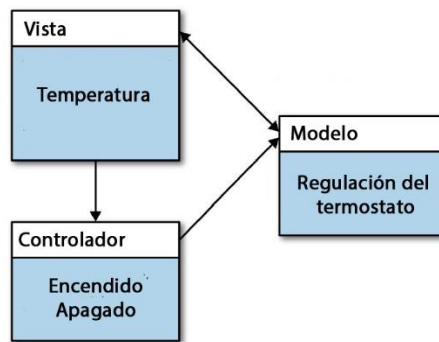 Vista
Temperatura
Modelo
Regulación del
termostato
Controlador
Encendido
Apagado